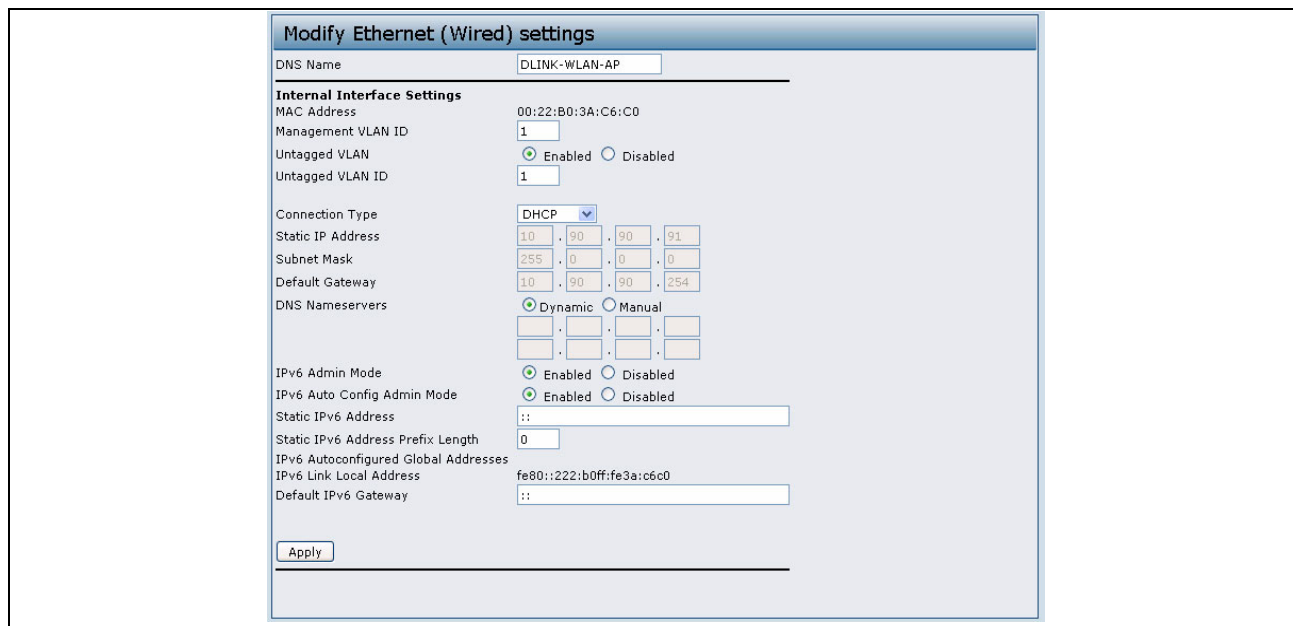 Modify Ethernet (Wired) settings
DNS Name DLINK-WLAN-AP
Internal Interface Settings
MAC Address 00:22:B0:3A:C6:C0
Management VLAN ID 1
Untagged VLAN Enabled Disabled
Untagged VLAN ID 1
Connection Type DHCP
Static IP Address 10 . 90 . 90 . 91
Subnet Mask 255 . 0 . 0 . 0
Default Gateway 10 . 90 . 90 . 254
DNS Nameservers Dynamic Manual
. . .
. . .
IPv6 Admin Mode Enabled Disabled
IPv6 Auto Config Admin Mode Enabled Disabled
Static IPv6 Address ::
Static IPv6 Address Prefix Length 0
IPv6 Autoconfigured Global Addresses
IPv6 Link Local Address fe80::222:b0ff:fe3a:c6c0
Default IPv6 Gateway ::
Apply